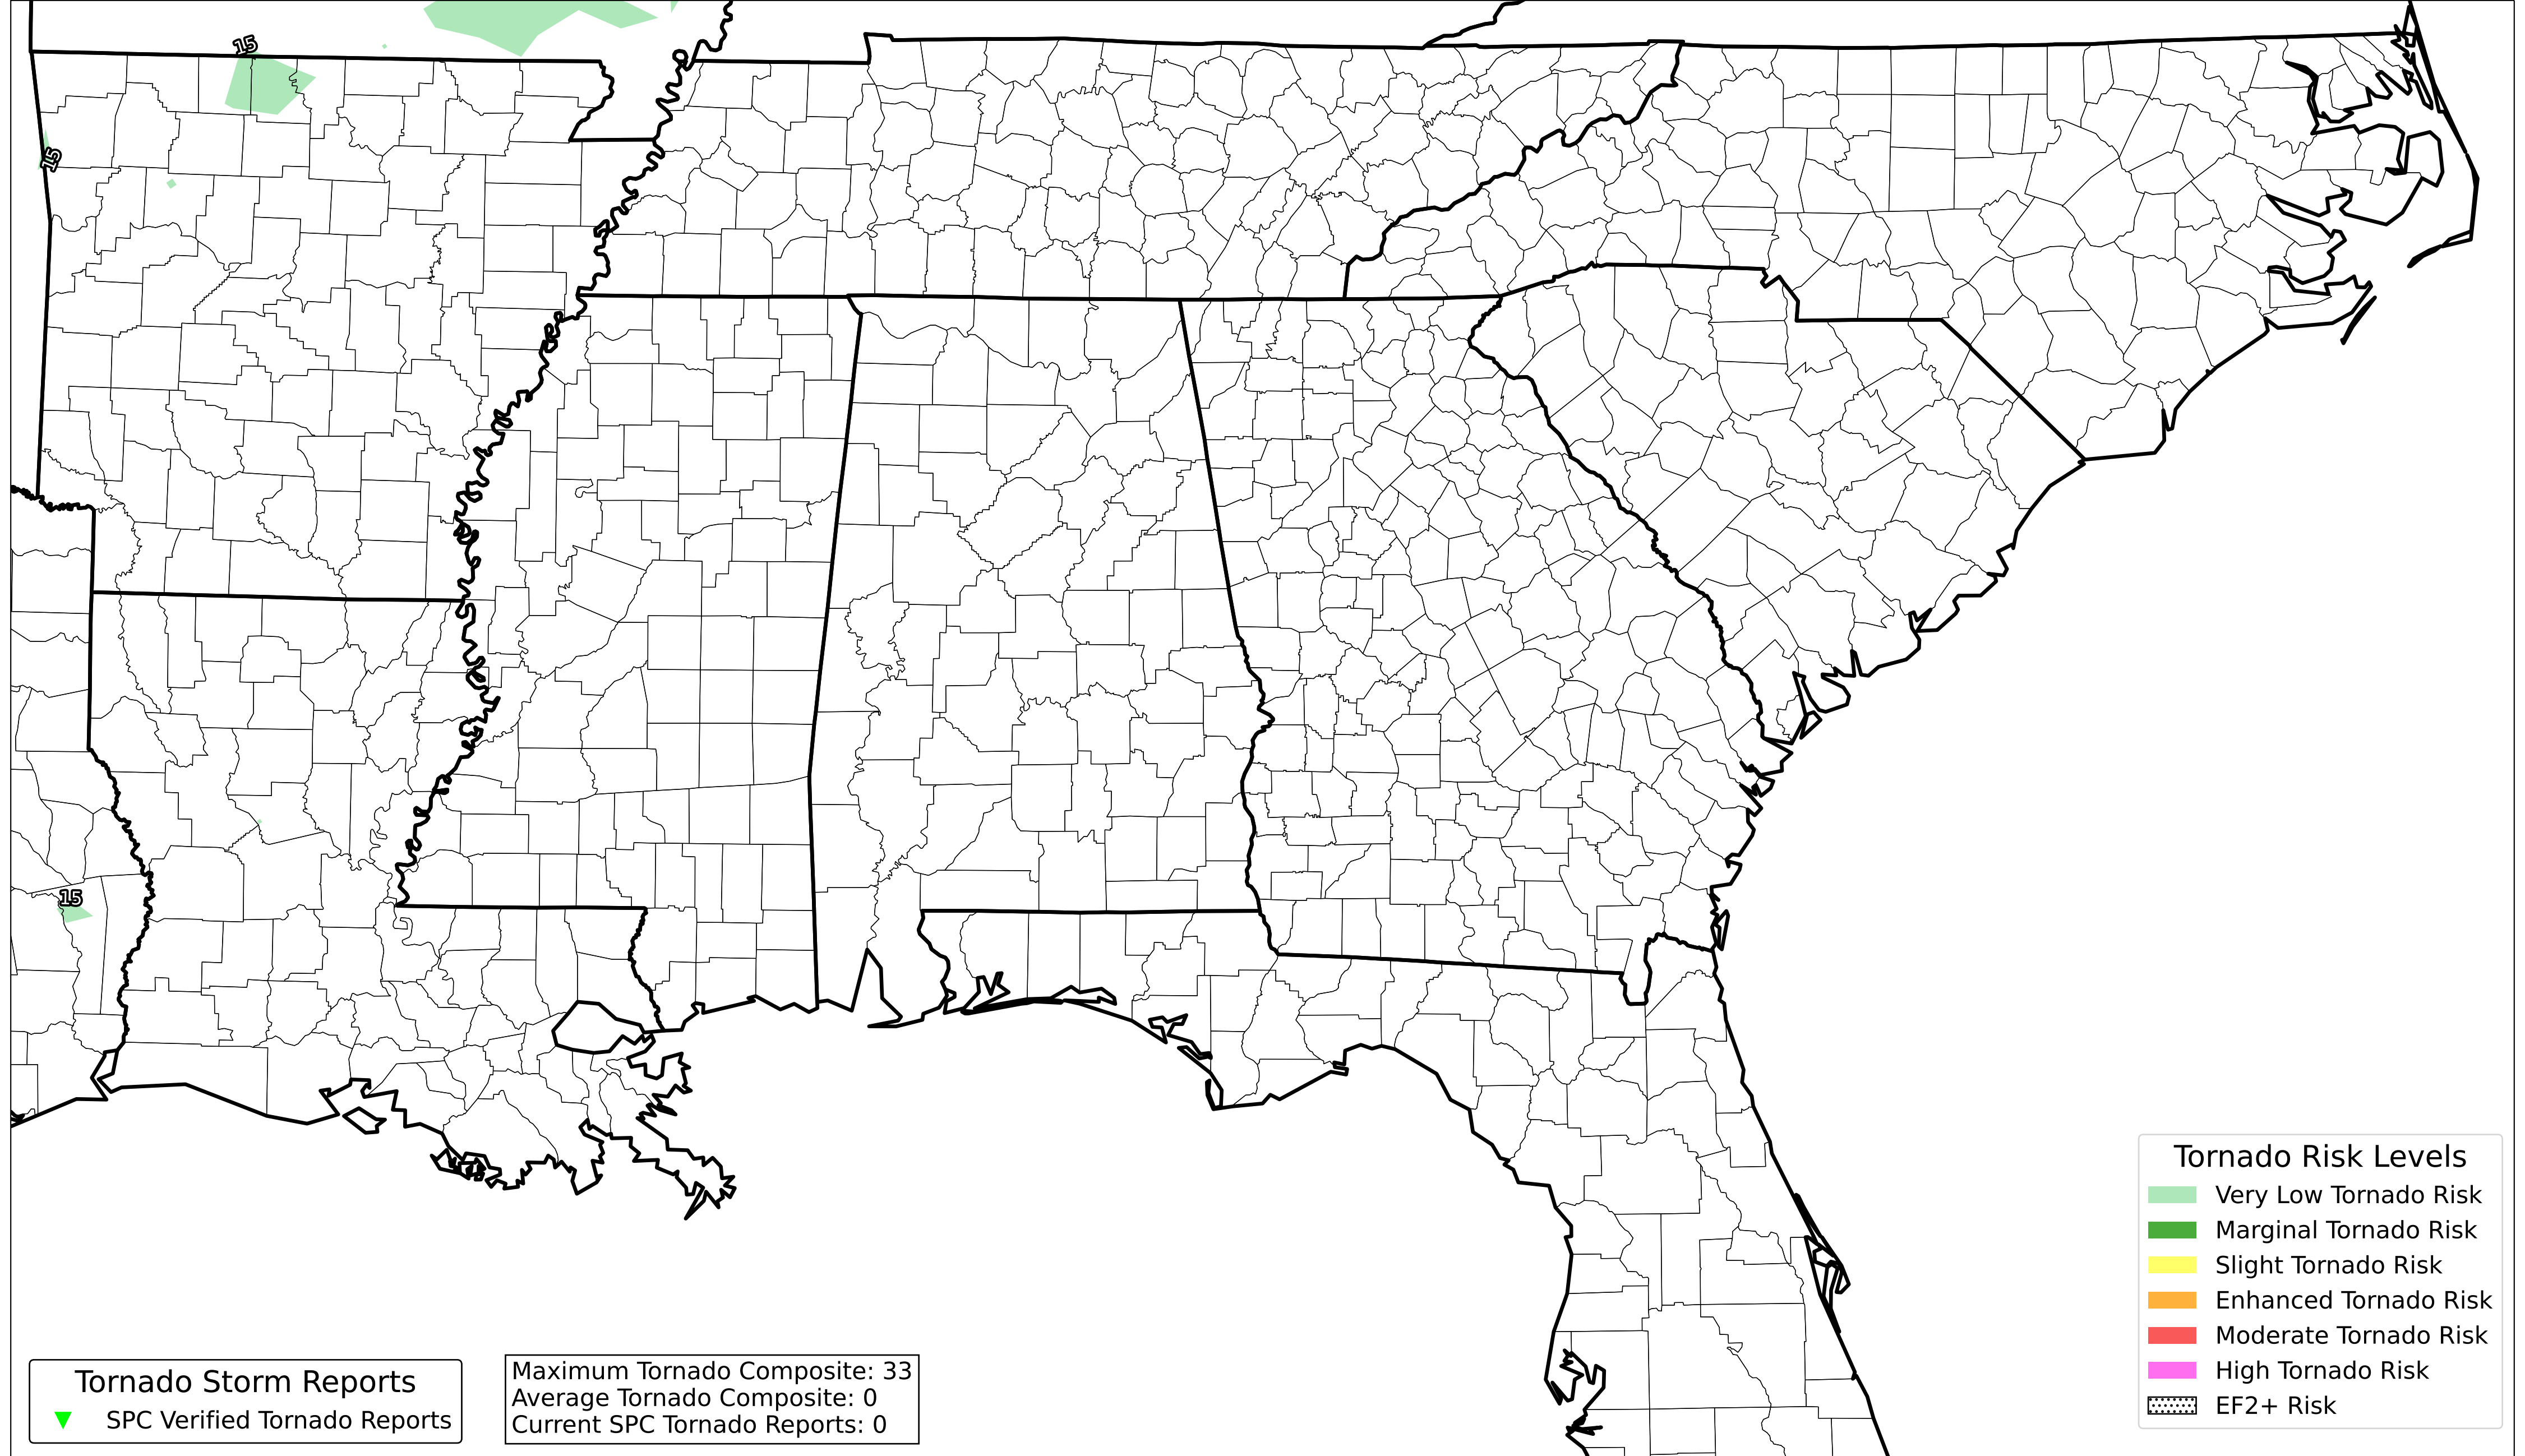 15
15
15
Tornado Storm Reports
SPC Verified Tornado Reports
Maximum Tornado Composite: 33
Average Tornado Composite: 0
Current SPC Tornado Reports: 0
Tornado Risk Levels
Very Low Tornado Risk
Marginal Tornado Risk
Slight Tornado Risk
Enhanced Tornado Risk
Moderate Tornado Risk
High Tornado Risk
EF2+ Risk